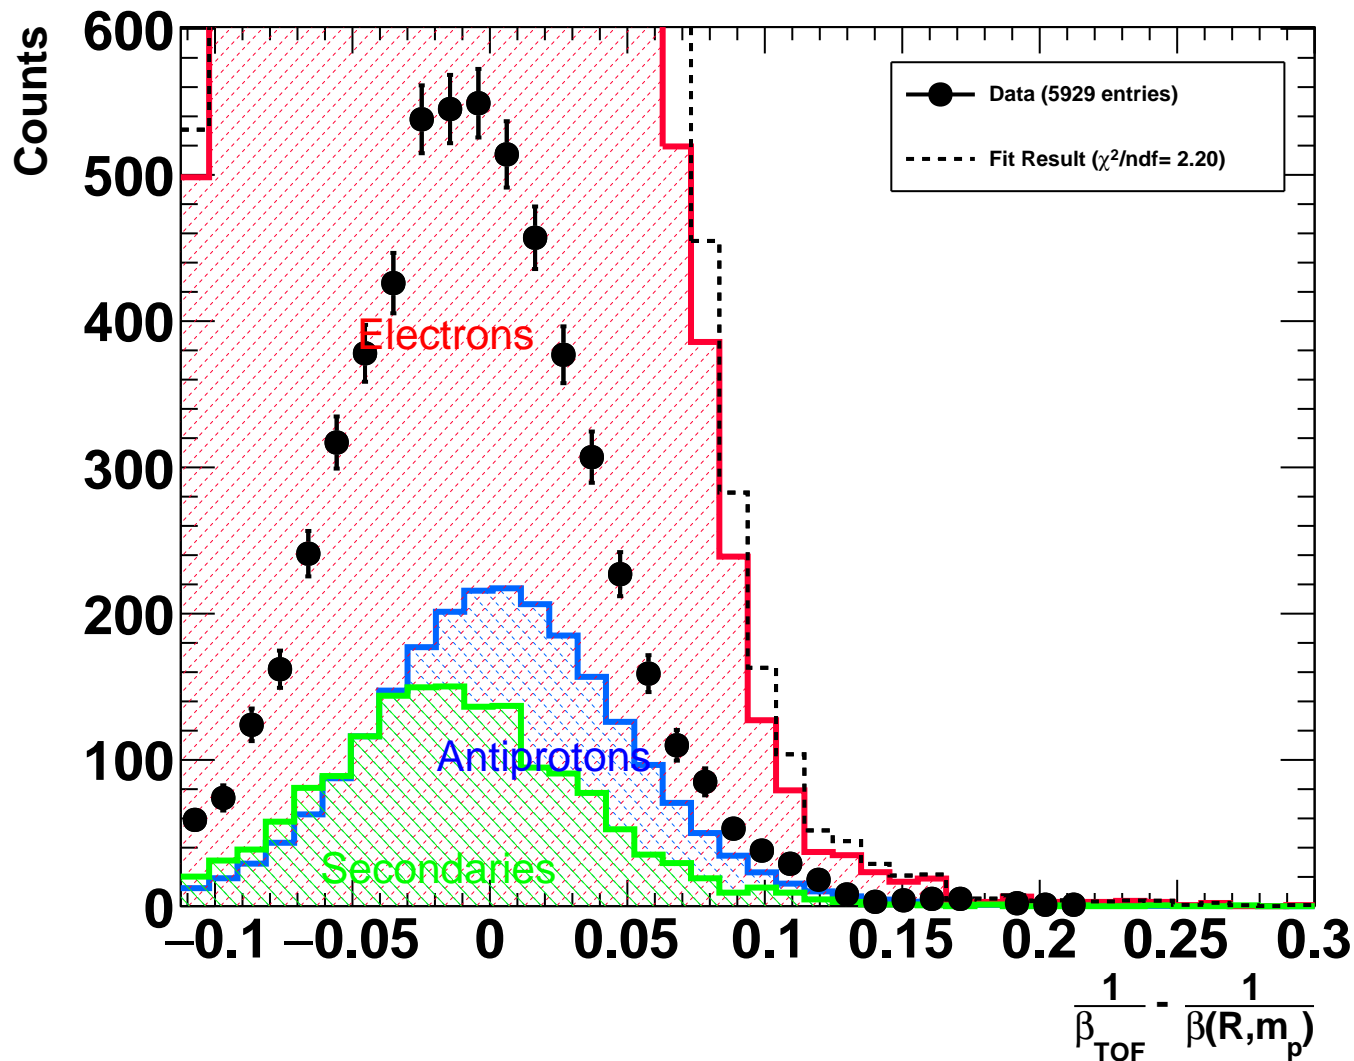 Counts
600
500
400
300
200
100
0
Data (5929 entries)
Fit Result (χ²/ndf= 2.20)
Electrons
Antiprotons
Secondaries
−0.1 −0.05 0 0.05 0.1 0.15 0.2 0.25 0.3
1/β_TOF - 1/β(R,m_p)